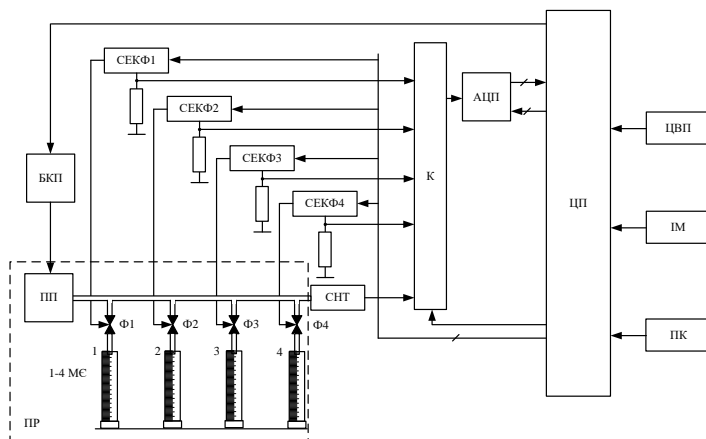 СЕКФ1
СЕКФ2
СЕКФ3
СЕКФ4
К
АЦП
ЦП
ЦВП
ІМ
ПК
БКП
ПП
СНТ
Ф1
Ф2
Ф3
Ф4
1
2
3
4
1-4 МЄ
ПР